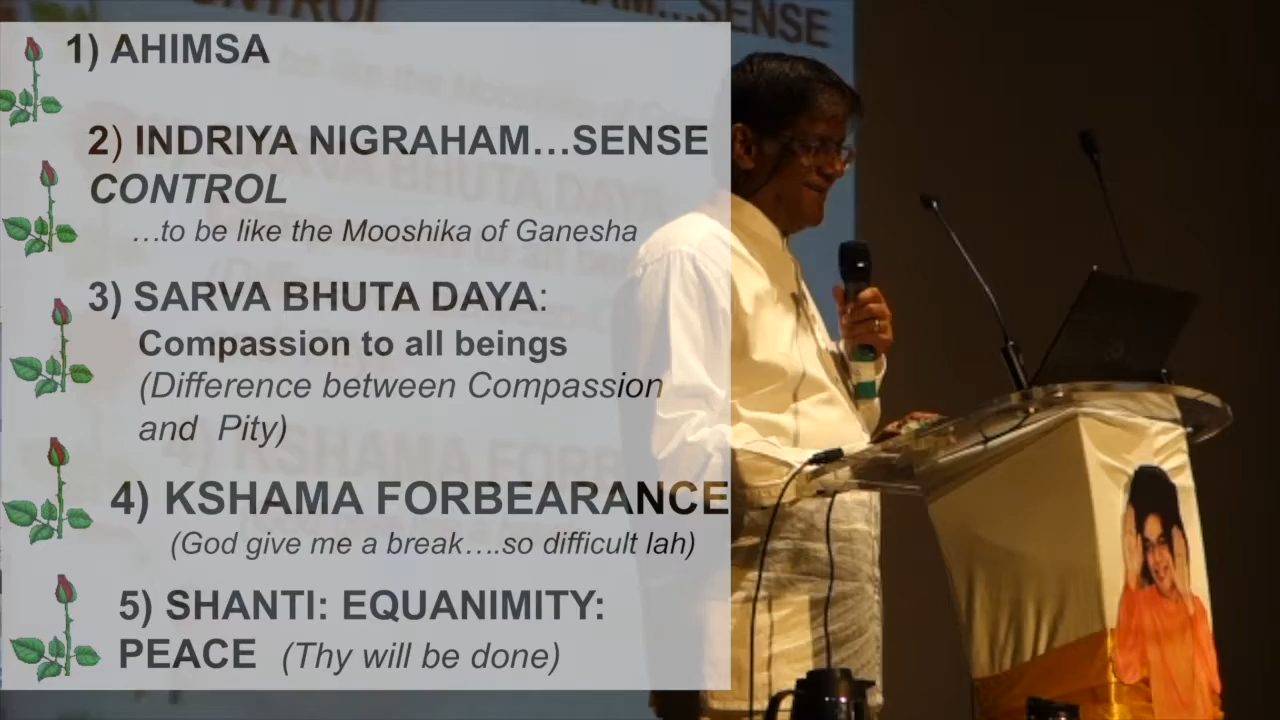 1) AHIMSA
2) INDRIYA NIGRAHAM…SENSE
CONTROL
…to be like the Mooshika of Ganesha
3) SARVA BHUTA DAYA:
Compassion to all beings
(Difference between Compassion
and Pity)
4) KSHAMA FORBEARANCE
(God give me a break….so difficult lah)
5) SHANTI: EQUANIMITY:
PEACE (Thy will be done)
SENSE